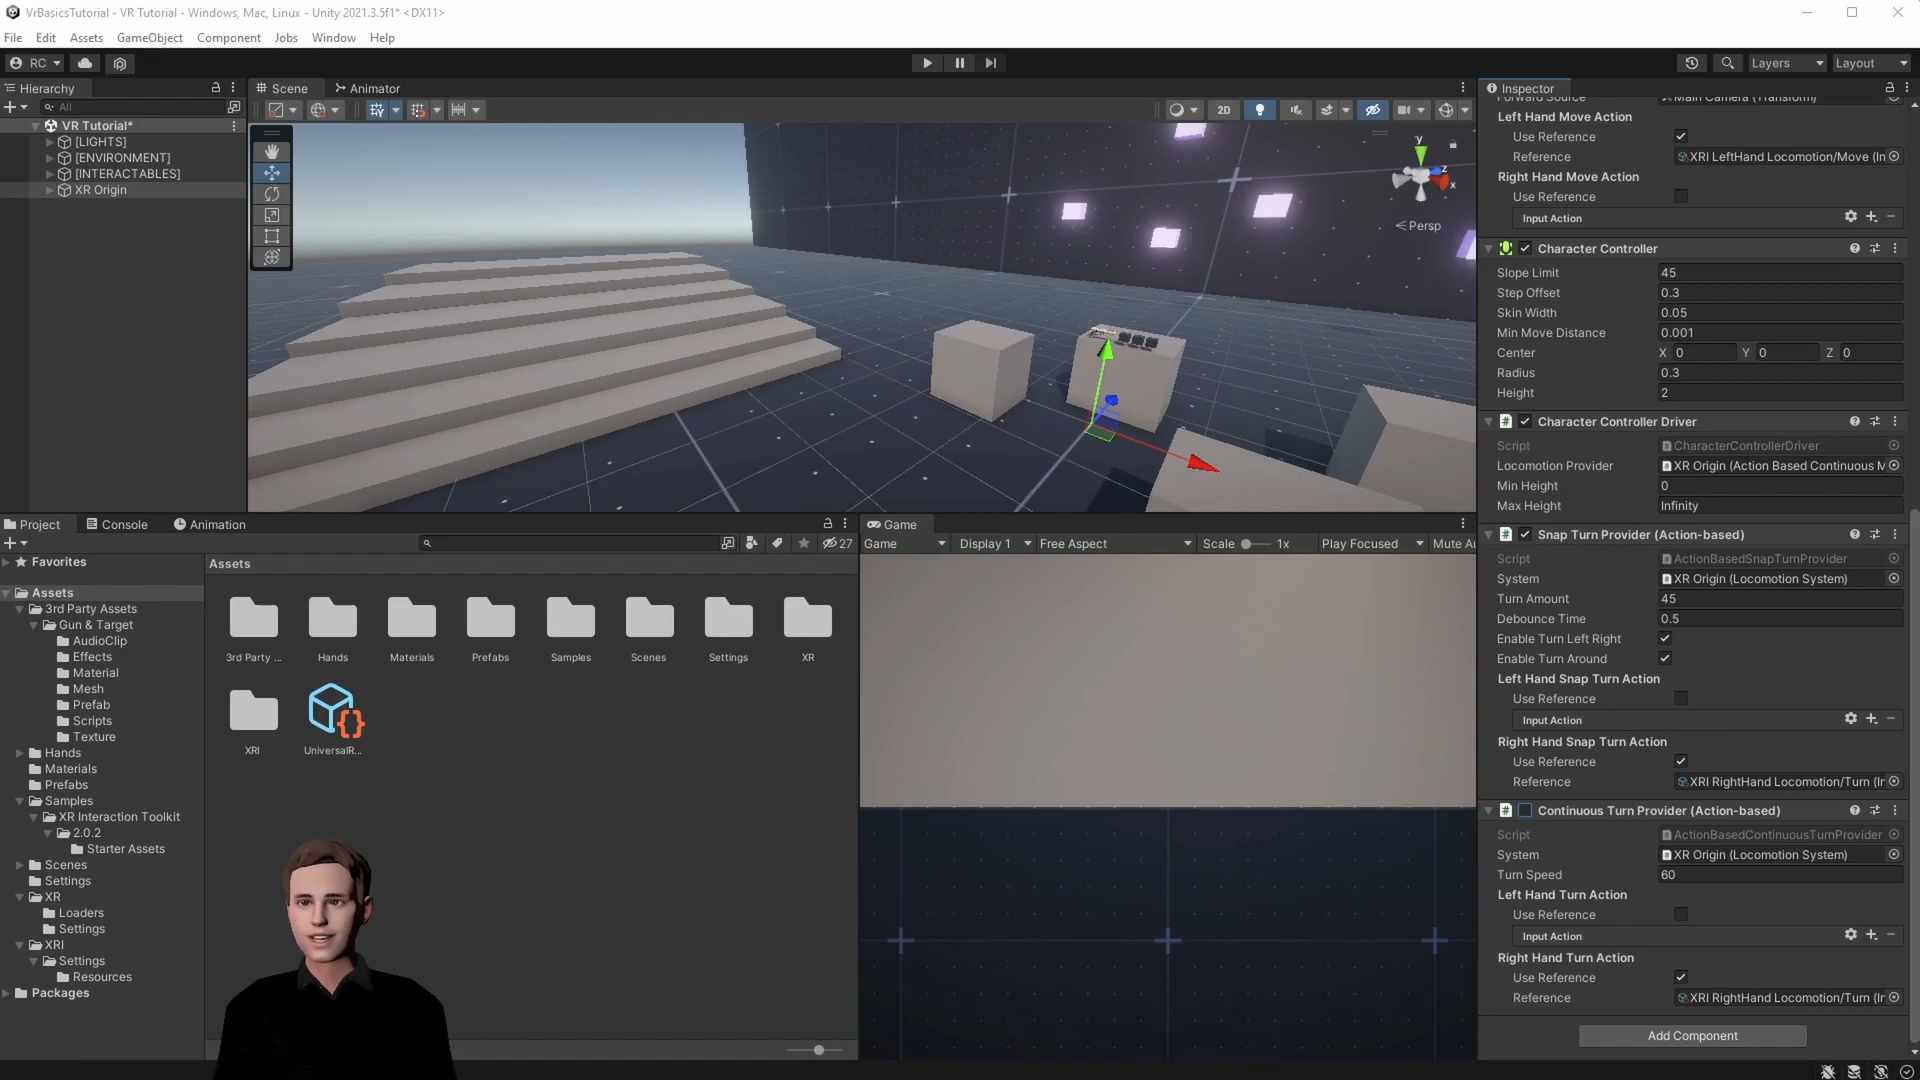 VrBasicsTutorial - VR Tutorial - Windows, Mac, Linux - Unity 2021.3.5f1* <DX11>
File Edit Assets GameObject Component Jobs Window Help
RC Layers Layout
Hierarchy
All
VR Tutorial*
[LIGHTS]
[ENVIRONMENT]
[INTERACTABLES]
XR Origin
Scene Animator
2D
y
z
x
Persp
Project Console Animation
27
Favorites
Assets
3rd Party Assets
Gun & Target
AudioClip
Effects
Material
Mesh
Prefab
Scripts
Texture
Hands
Materials
Prefabs
Samples
XR Interaction Toolkit
2.0.2
Starter Assets
Scenes
Settings
XR
Loaders
Settings
XRI
Settings
Resources
Packages
Assets
3rd Party ... Hands Materials Prefabs Samples Scenes Settings XR
XRI UniversalR...
Game
Game Display 1 Free Aspect Scale 1x Play Focused Mute Au
Inspector
Forward Source Main Camera (Transform)
Left Hand Move Action
Use Reference
Reference XRI LeftHand Locomotion/Move (In
Right Hand Move Action
Use Reference
Input Action
Character Controller
Slope Limit 45
Step Offset 0.3
Skin Width 0.05
Min Move Distance 0.001
Center X 0 Y 0 Z 0
Radius 0.3
Height 2
Character Controller Driver
Script CharacterControllerDriver
Locomotion Provider XR Origin (Action Based Continuous M
Min Height 0
Max Height Infinity
Snap Turn Provider (Action-based)
Script ActionBasedSnapTurnProvider
System XR Origin (Locomotion System)
Turn Amount 45
Debounce Time 0.5
Enable Turn Left Right
Enable Turn Around
Left Hand Snap Turn Action
Use Reference
Input Action
Right Hand Snap Turn Action
Use Reference
Reference XRI RightHand Locomotion/Turn (Ir
Continuous Turn Provider (Action-based)
Script ActionBasedContinuousTurnProvider
System XR Origin (Locomotion System)
Turn Speed 60
Left Hand Turn Action
Use Reference
Input Action
Right Hand Turn Action
Use Reference
Reference XRI RightHand Locomotion/Turn (Ir
Add Component